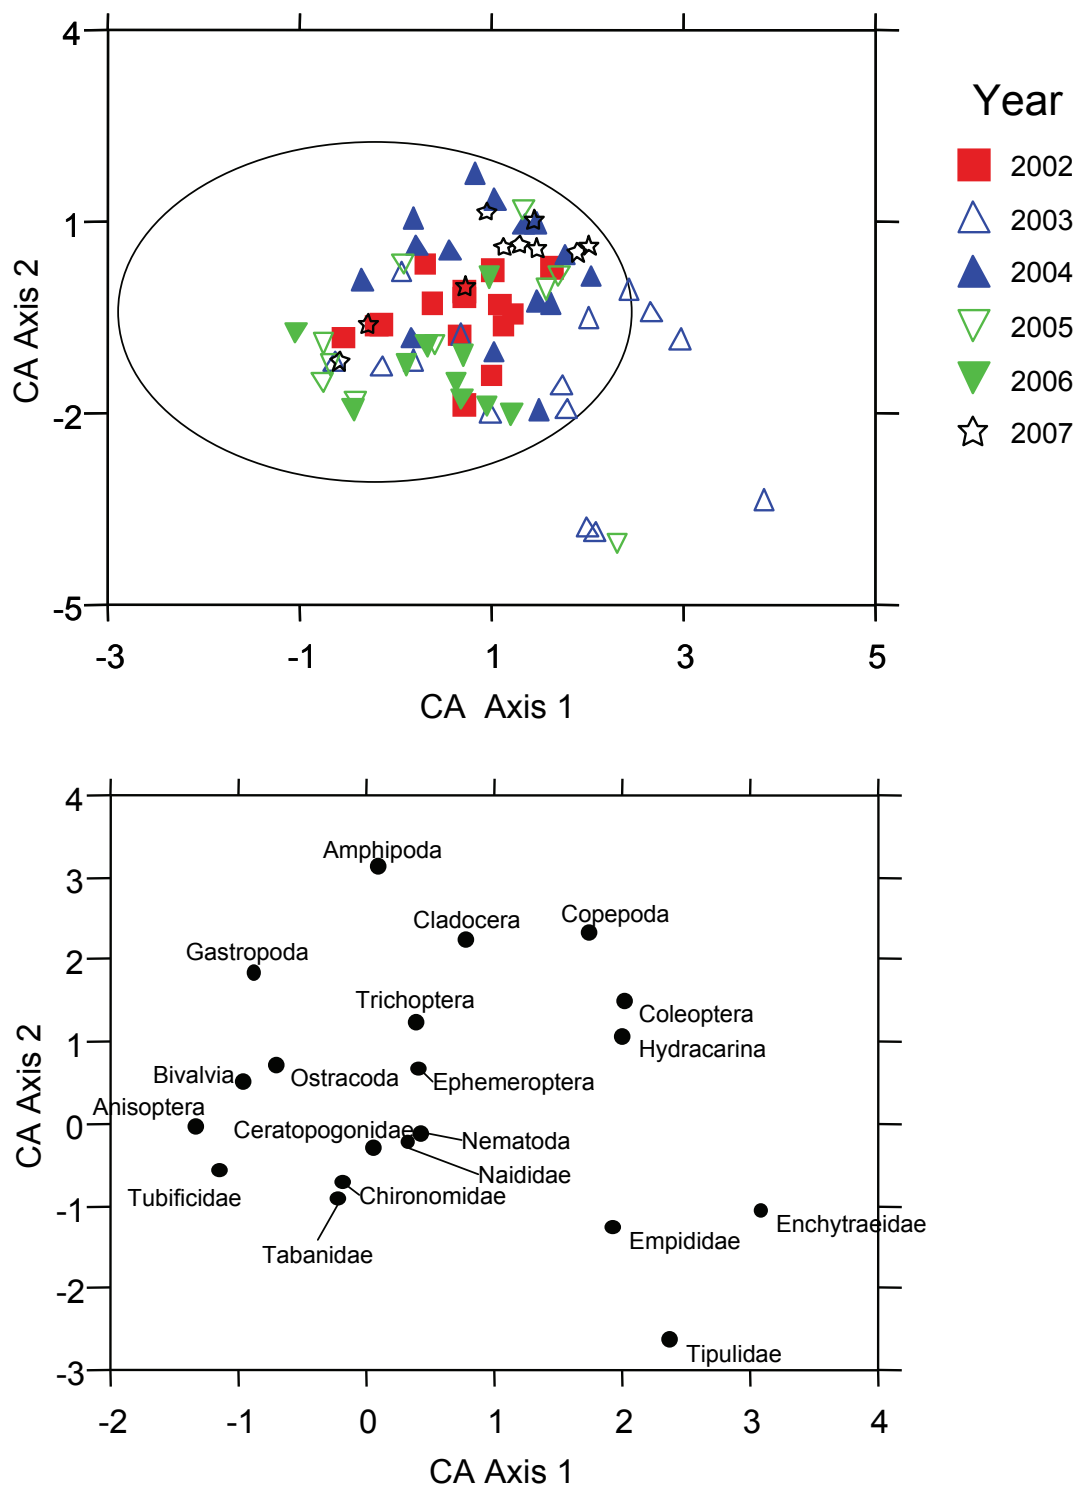 4
1
-2
-5
CA Axis 2
-3 -1 1 3 5
CA Axis 1
Year
2002
2003
2004
2005
2006
2007
4
3
2
1
0
-1
-2
-3
CA Axis 2
Amphipoda
Cladocera
Copepoda
Gastropoda
Trichoptera
Coleoptera
Hydracarina
Bivalvia
Ostracoda
Ephemeroptera
Anisoptera
Ceratopogonidae
Nematoda
Naididae
Tubificidae
Chironomidae
Tabanidae
Enchytraeidae
Empididae
Tipulidae
-2 -1 0 1 2 3 4
CA Axis 1